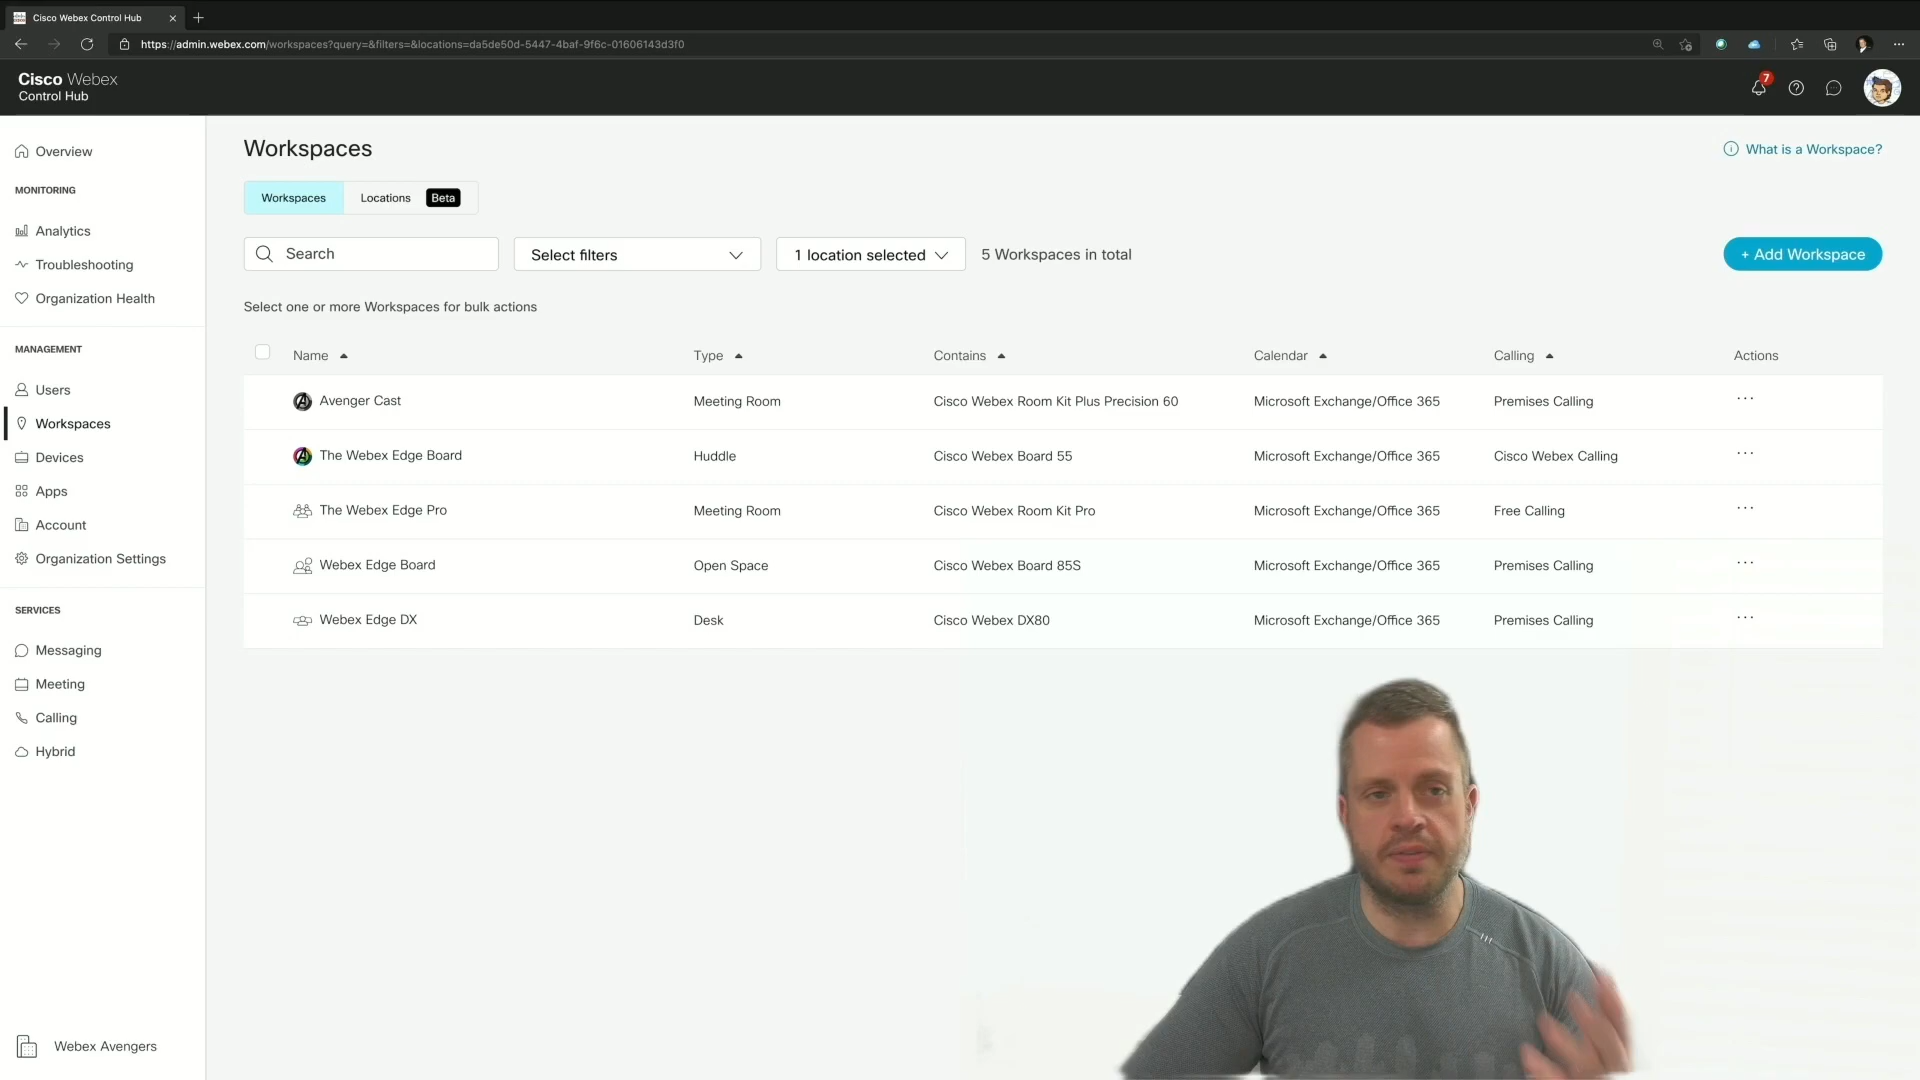 Cisco Webex Control Hub
https://admin.webex.com/workspaces?query=&filters=&locations=da5de50d-5447-4baf-9f6c-01606143d3f0
Cisco Webex
Control Hub
7
Overview
MONITORING
Analytics
Troubleshooting
Organization Health
MANAGEMENT
Users
Workspaces
Devices
Apps
Account
Organization Settings
SERVICES
Messaging
Meeting
Calling
Hybrid
Webex Avengers
Workspaces
What is a Workspace?
Workspaces Locations Beta
Search Select filters 1 location selected 5 Workspaces in total + Add Workspace
Select one or more Workspaces for bulk actions
Name Type Contains Calendar Calling Actions
Avenger Cast Meeting Room Cisco Webex Room Kit Plus Precision 60 Microsoft Exchange/Office 365 Premises Calling ...
The Webex Edge Board Huddle Cisco Webex Board 55 Microsoft Exchange/Office 365 Cisco Webex Calling ...
The Webex Edge Pro Meeting Room Cisco Webex Room Kit Pro Microsoft Exchange/Office 365 Free Calling ...
Webex Edge Board Open Space Cisco Webex Board 85S Microsoft Exchange/Office 365 Premises Calling ...
Webex Edge DX Desk Cisco Webex DX80 Microsoft Exchange/Office 365 Premises Calling ...